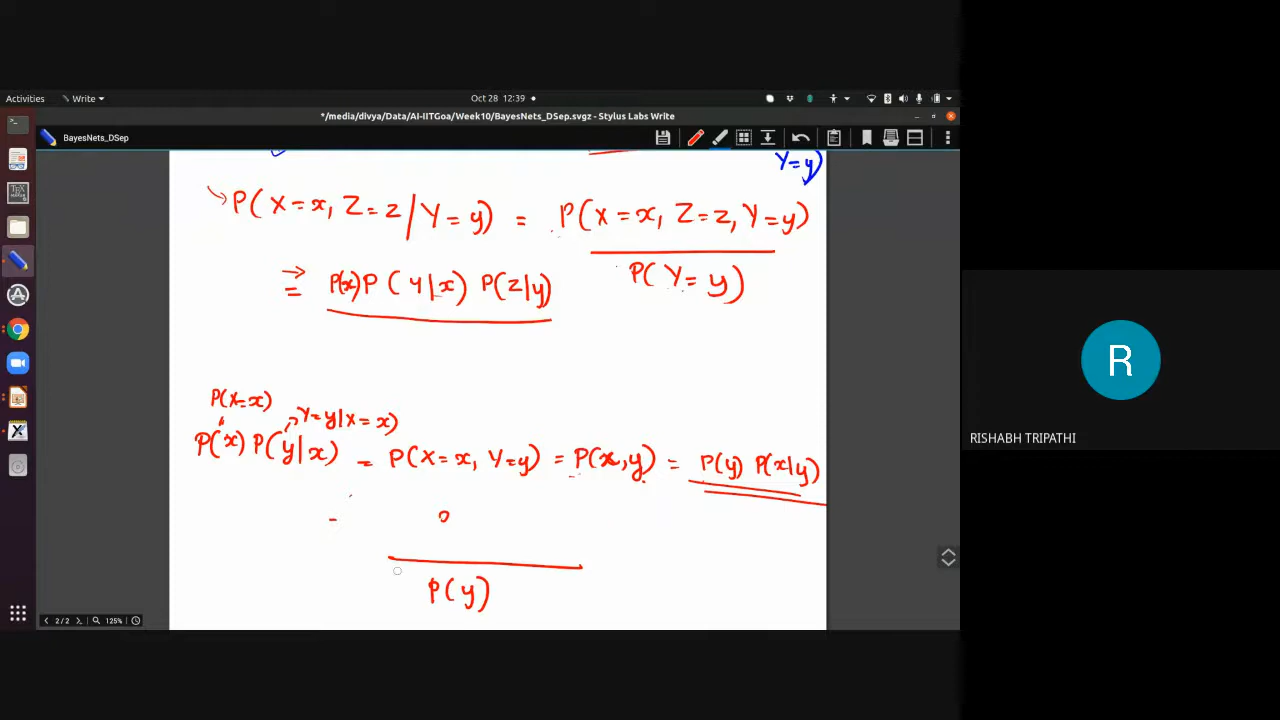 Activities Write Oct 28 12:39
*/media/divya/Data/AI-IITGoa/Week10/BayesNets_DSep.svgz - Stylus Labs Write
BayesNets_DSep
Y=y)
P(X=x, Z=z/Y=y) = P(X=x, Z=z, Y=y)
P(Y=y)
= P(x)P(y|x) P(z|y)
P(X=x)
Y=y|X=x)
P(x) P(y|x) = P(X=x, Y=y) = P(x,y) = P(y) P(x|y)
P(y)
R
RISHABH TRIPATHI
2/2 125%